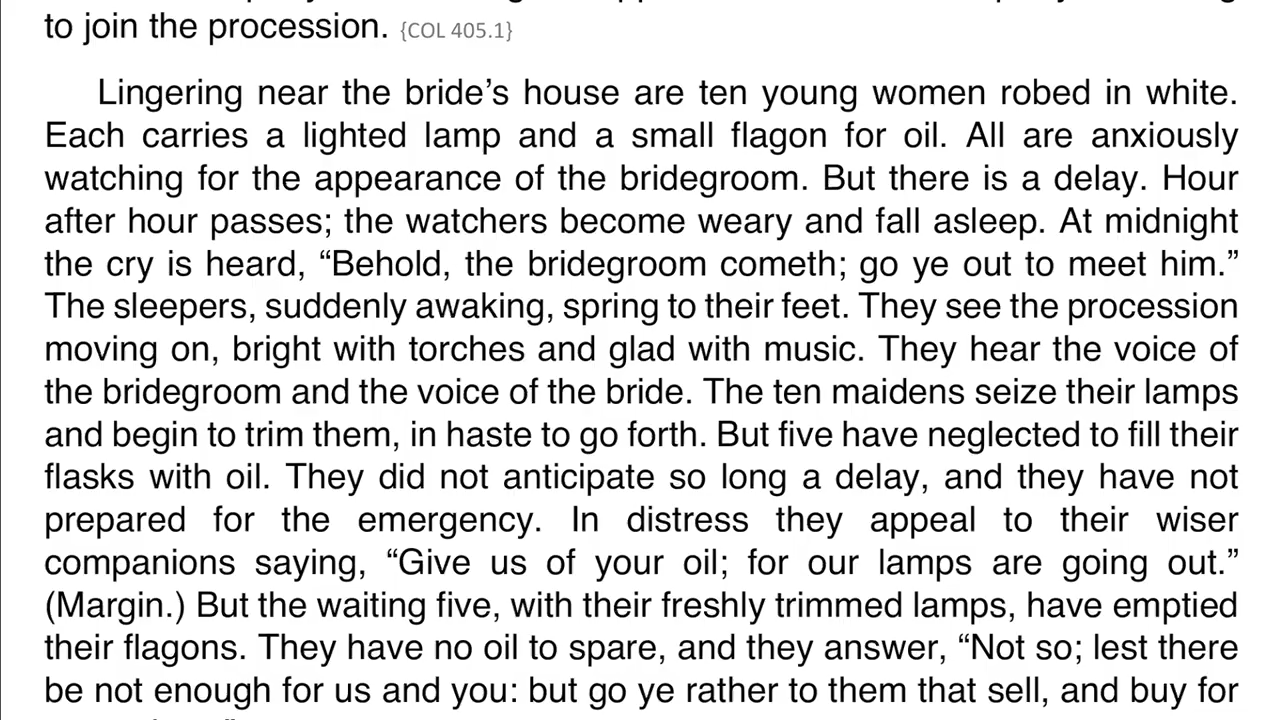 to join the procession. {COL 405.1}
Lingering near the bride’s house are ten young women robed in white.
Each carries a lighted lamp and a small flagon for oil. All are anxiously
watching for the appearance of the bridegroom. But there is a delay. Hour
after hour passes; the watchers become weary and fall asleep. At midnight
the cry is heard, “Behold, the bridegroom cometh; go ye out to meet him.”
The sleepers, suddenly awaking, spring to their feet. They see the procession
moving on, bright with torches and glad with music. They hear the voice of
the bridegroom and the voice of the bride. The ten maidens seize their lamps
and begin to trim them, in haste to go forth. But five have neglected to fill their
flasks with oil. They did not anticipate so long a delay, and they have not
prepared for the emergency. In distress they appeal to their wiser
companions saying, “Give us of your oil; for our lamps are going out.”
(Margin.) But the waiting five, with their freshly trimmed lamps, have emptied
their flagons. They have no oil to spare, and they answer, “Not so; lest there
be not enough for us and you: but go ye rather to them that sell, and buy for